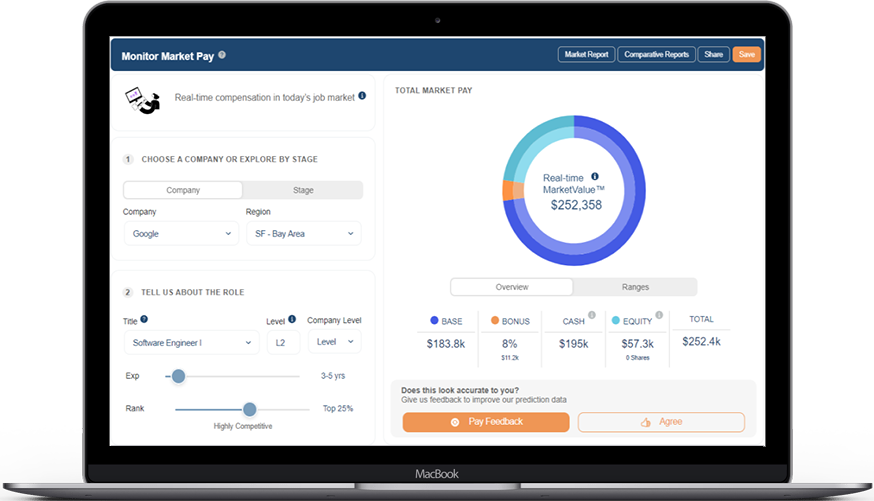 Monitor Market Pay ?
Market Report
Comparative Reports
Share
Save
Real-time compensation in today's job market i
1 CHOOSE A COMPANY OR EXPLORE BY STAGE
Company Stage
Company Region
Google SF - Bay Area
2 TELL US ABOUT THE ROLE
Title ? Level i Company Level
Software Engineer I L2 Level
Exp 3-5 yrs
Rank Top 25%
Highly Competitive
TOTAL MARKET PAY
Real-time i
MarketValue™
$252,358
Overview Ranges
BASE BONUS CASH i EQUITY i TOTAL
$183.8k 8% $195k $57.3k $252.4k
$11.2k 0 Shares
Does this look accurate to you?
Give us feedback to improve our prediction data
Pay Feedback Agree
MacBook